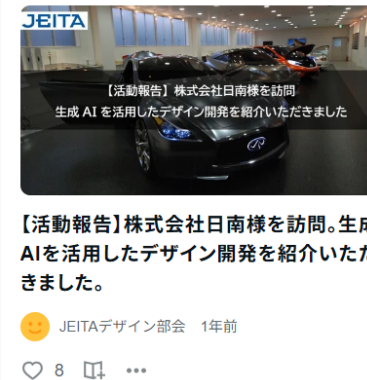 JEITA
【活動報告】株式会社日南様を訪問
生成 AI を活用したデザイン開発を紹介いただきました
【活動報告】株式会社日南様を訪問。生成
AIを活用したデザイン開発を紹介いただ
きました。
JEITAデザイン部会 1年前
8